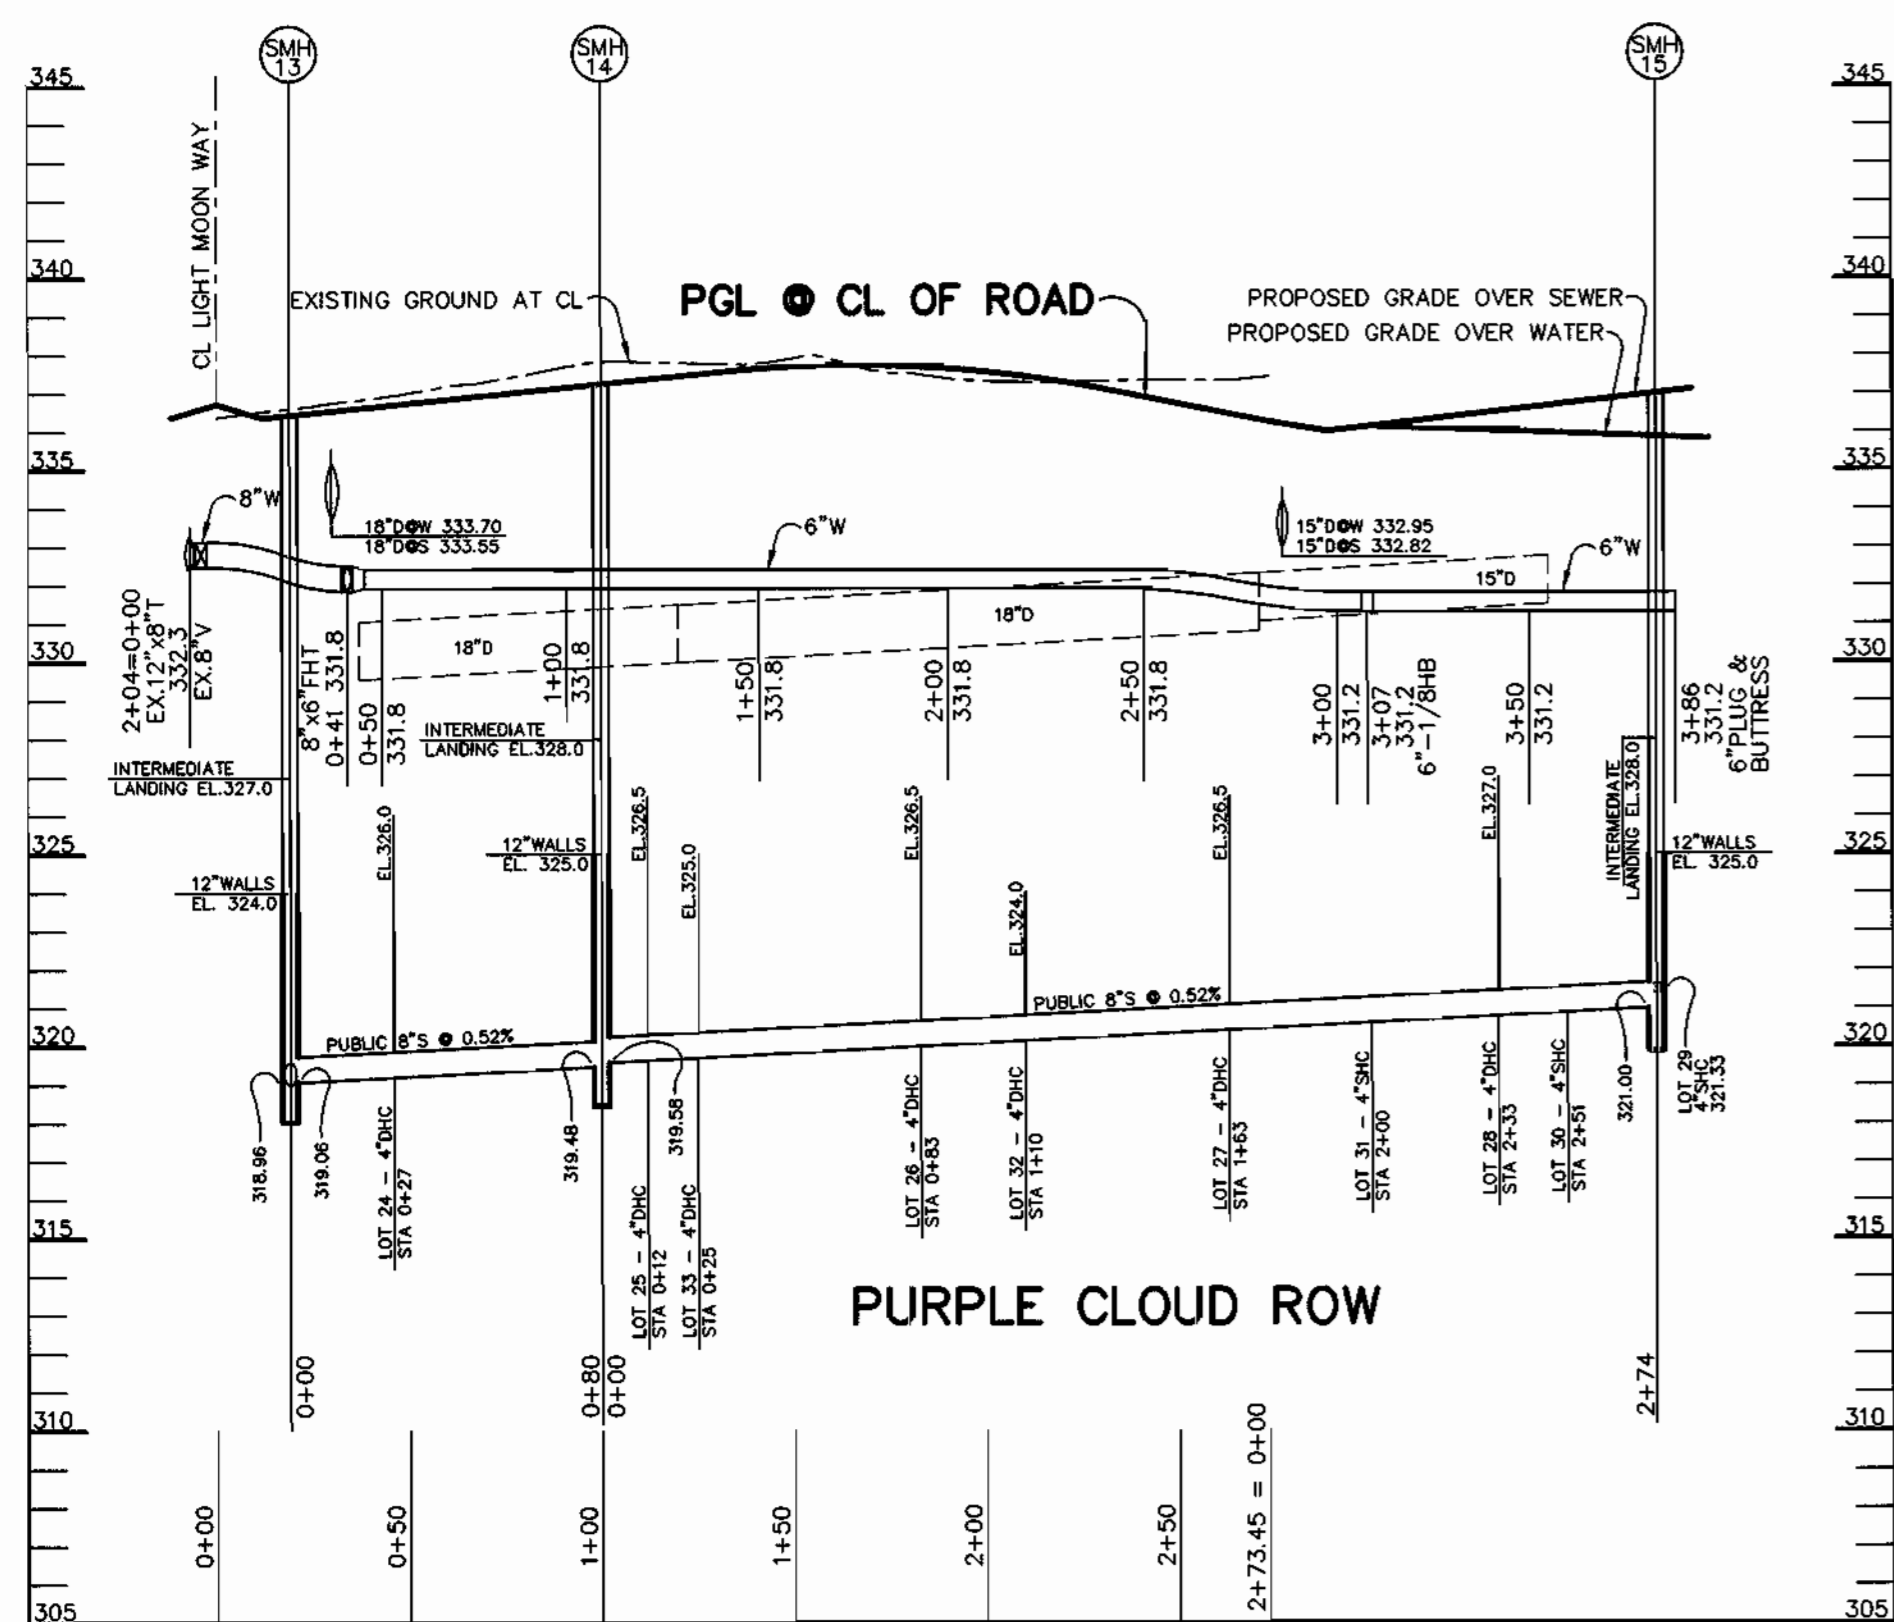 SMH
13
SMH
14
SMH
15
345
345
CL LIGHT MOON WAY
340
340
EXISTING GROUND AT CL
PGL @ CL OF ROAD
PROPOSED GRADE OVER SEWER
PROPOSED GRADE OVER WATER
335
335
8"W
18"D@W 333.70
18"D@S 333.55
6"W
15"D@W 332.95
15"D@S 332.82
6"W
15"D
18"D
18"D
330
330
2+04=0+00
EX.12"x8"T
332.3
EX.8"V
8"x6"FHT
0+41 331.8
0+50
331.8
1+00
331.8
1+50
331.8
2+00
331.8
2+50
331.8
3+00
331.2
3+07
331.2
6"-1/8HB
3+50
331.2
3+86
331.2
6"PLUG &
BUTTRESS
INTERMEDIATE
LANDING EL.327.0
INTERMEDIATE
LANDING EL.328.0
INTERMEDIATE
LANDING EL.328.0
325
325
12"WALLS
EL. 324.0
12"WALLS
EL. 325.0
12"WALLS
EL. 325.0
EL.326.0
EL.326.5
EL.325.0
EL.326.5
EL.324.0
EL.326.5
EL.327.0
320
320
PUBLIC 8"S @ 0.52%
PUBLIC 8"S @ 0.52%
318.96
319.06
319.48
319.58
321.00
LOT 29
4"SHC
321.33
LOT 24 - 4"DHC
STA 0+27
LOT 25 - 4"DHC
STA 0+12
LOT 33 - 4"DHC
STA 0+25
LOT 26 - 4"DHC
STA 0+83
LOT 32 - 4"DHC
STA 1+10
LOT 27 - 4"DHC
STA 1+63
LOT 31 - 4"SHC
STA 2+00
LOT 28 - 4"DHC
STA 2+33
LOT 30 - 4"SHC
STA 2+51
315
315
PURPLE CLOUD ROW
0+00
0+80
0+00
2+74
310
310
0+00
0+50
1+00
1+50
2+00
2+50
2+73.45 = 0+00
305
305